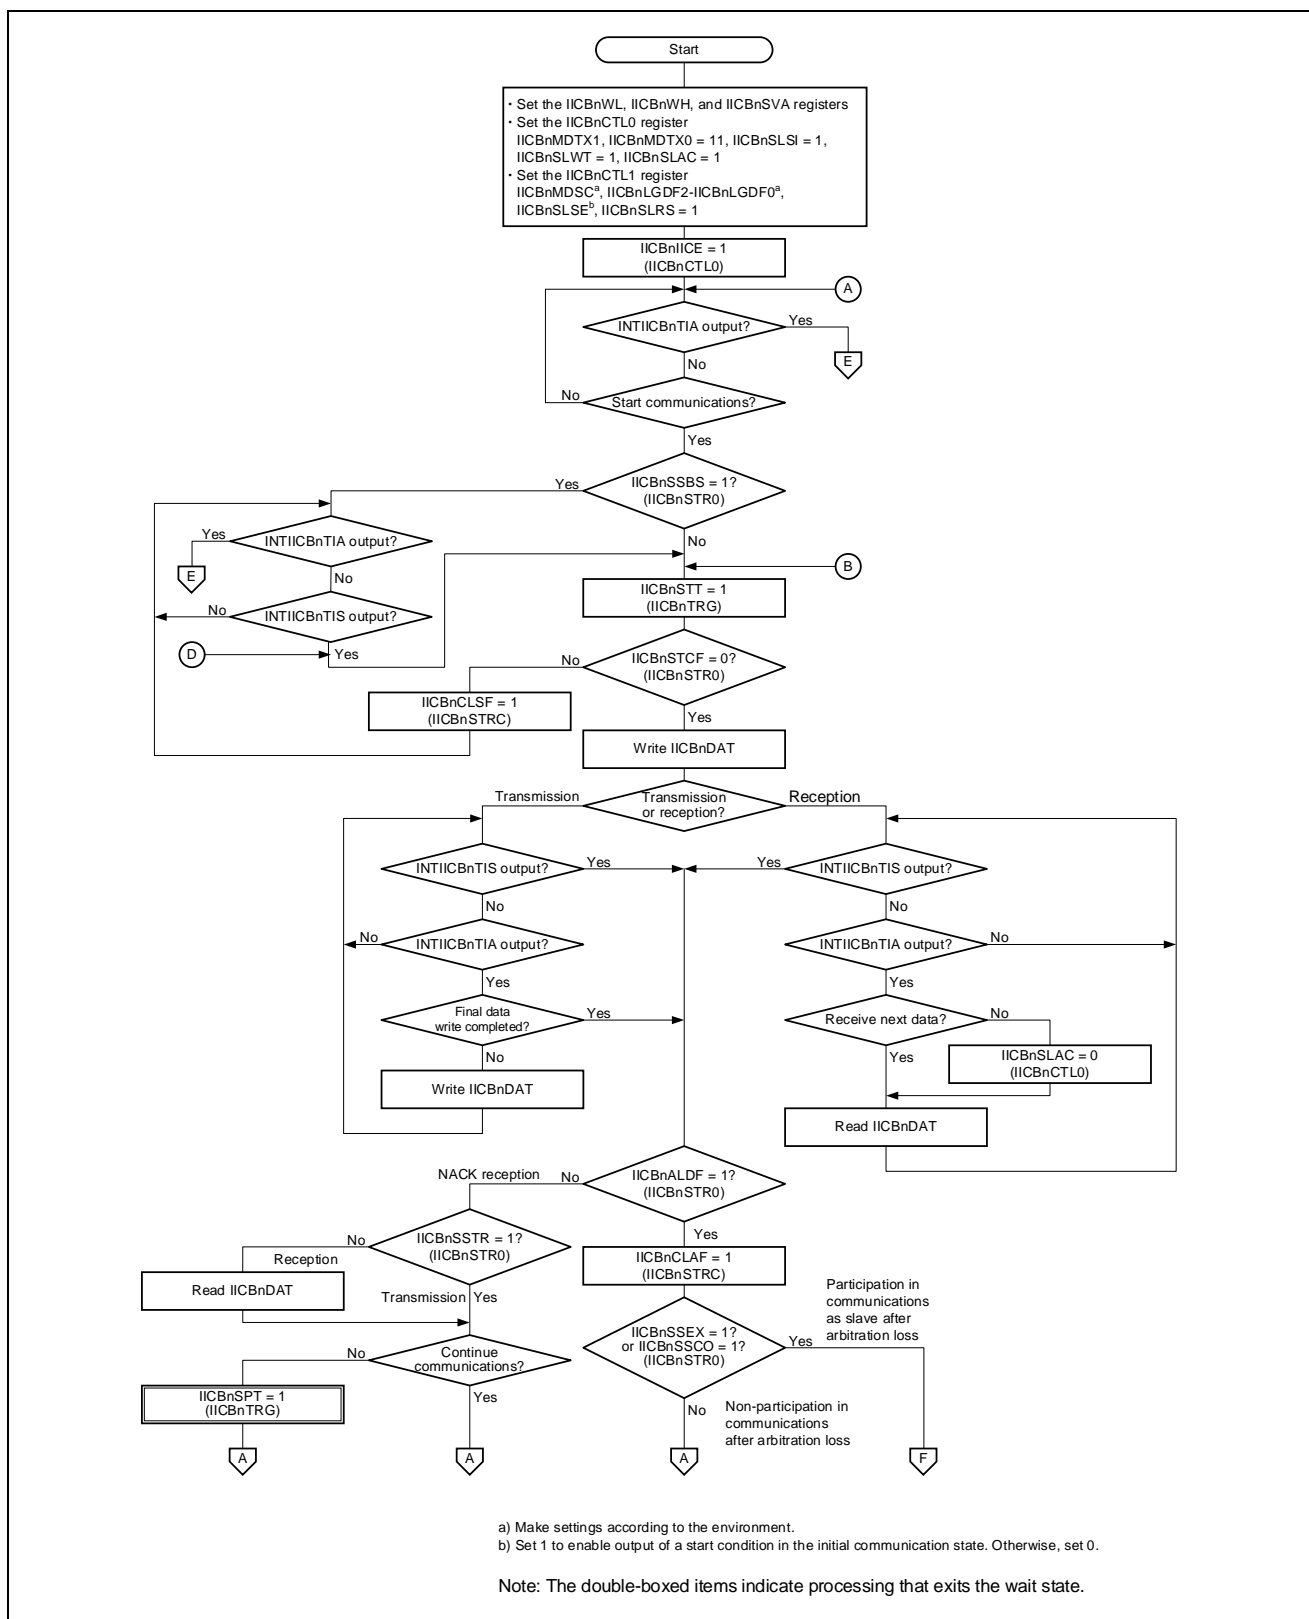 Start
・Set the IICBnWL, IICBnWH, and IICBnSVA registers
・Set the IICBnCTL0 register
IICBnMDTX1, IICBnMDTX0 = 11, IICBnSLSI = 1,
IICBnSLWT = 1, IICBnSLAC = 1
・Set the IICBnCTL1 register
IICBnMDSCa, IICBnLGDF2-IICBnLGDF0a,
IICBnSLSEb, IICBnSLRS = 1
IICBnIICE = 1
(IICBnCTL0)
A
INTIICBnTIA output?
Yes
E
No
Start communications?
No
Yes
IICBnSSBS = 1?
(IICBnSTR0)
Yes
No
INTIICBnTIA output?
Yes
E
No
B
IICBnSTT = 1
(IICBnTRG)
INTIICBnTIS output?
No
D
Yes
IICBnSTCF = 0?
(IICBnSTR0)
No
IICBnCLSF = 1
(IICBnSTRC)
Yes
Write IICBnDAT
Transmission
or reception?
Transmission
Reception
INTIICBnTIS output?
Yes
No
INTIICBnTIA output?
No
Yes
Final data
write completed?
Yes
No
Write IICBnDAT
INTIICBnTIS output?
Yes
No
INTIICBnTIA output?
No
Yes
Receive next data?
No
Yes
IICBnSLAC = 0
(IICBnCTL0)
Read IICBnDAT
IICBnALDF = 1?
(IICBnSTR0)
NACK reception
No
Yes
IICBnSSTR = 1?
(IICBnSTR0)
No
Reception
Read IICBnDAT
Transmission
Yes
IICBnCLAF = 1
(IICBnSTRC)
Continue
communications?
No
Yes
IICBnSPT = 1
(IICBnTRG)
A
A
IICBnSSEX = 1?
or IICBnSSCO = 1?
(IICBnSTR0)
Yes
Participation in
communications
as slave after
arbitration loss
No
Non-participation in
communications
after arbitration loss
A
F
a) Make settings according to the environment.
b) Set 1 to enable output of a start condition in the initial communication state. Otherwise, set 0.
Note: The double-boxed items indicate processing that exits the wait state.